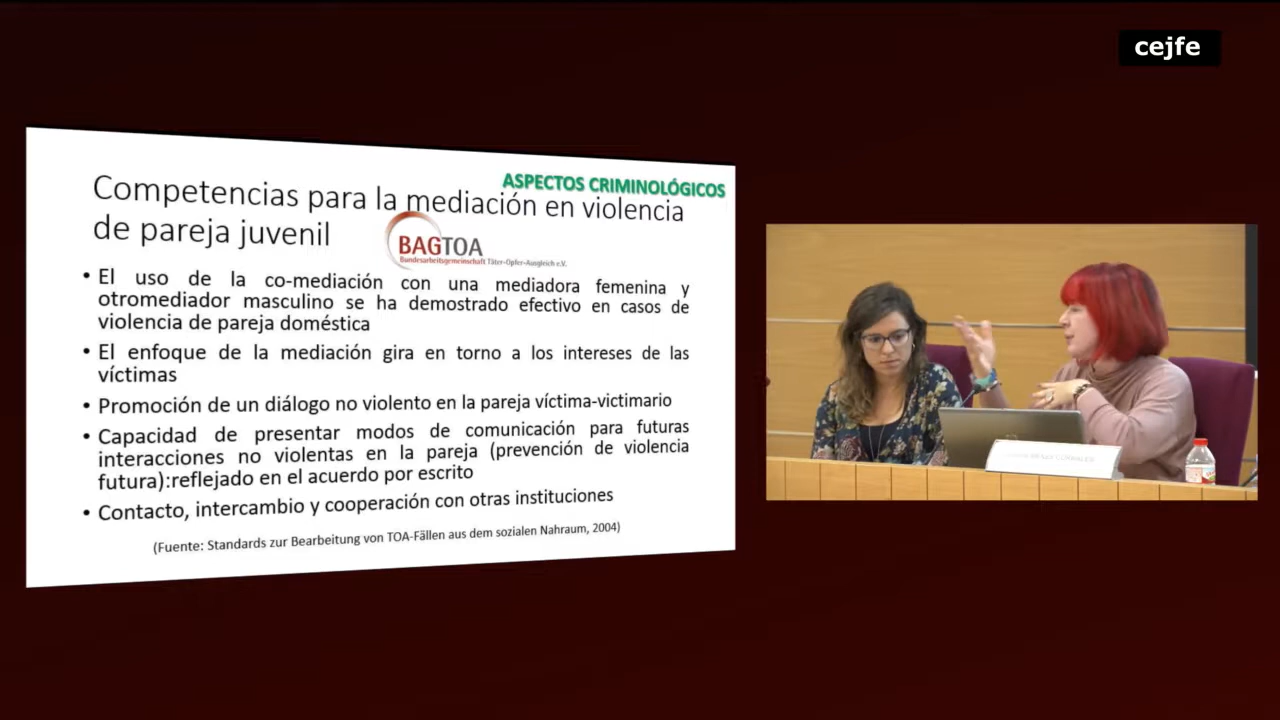 cejfe
ASPECTOS CRIMINOLÓGICOS
Competencias para la mediación en violencia
de pareja juvenil
BAGTOA
Bundesarbeitsgemeinschaft Täter-Opfer-Ausgleich e.V.
• El uso de la co-mediación con una mediadora femenina y
otromediador masculino se ha demostrado efectivo en casos de
violencia de pareja doméstica
• El enfoque de la mediación gira en torno a los intereses de las
víctimas
• Promoción de un diálogo no violento en la pareja víctima-victimario
• Capacidad de presentar modos de comunicación para futuras
interacciones no violentas en la pareja (prevención de violencia
futura):reflejado en el acuerdo por escrito
• Contacto, intercambio y cooperación con otras instituciones
(Fuente: Standards zur Bearbeitung von TOA-Fällen aus dem sozialen Nahraum, 2004)